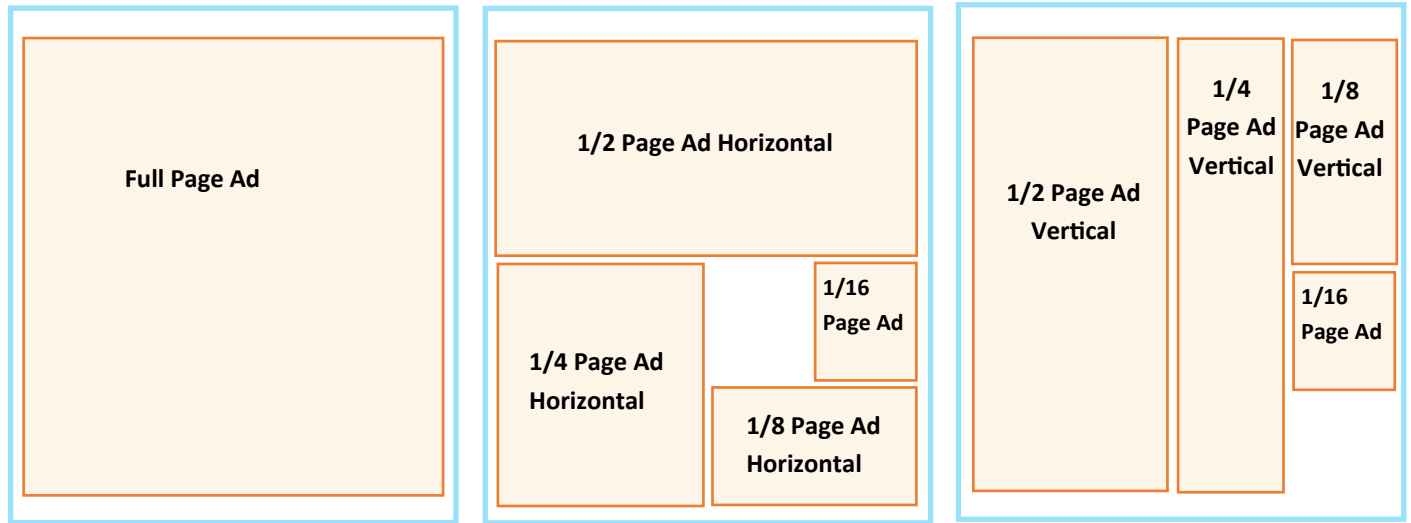 Full Page Ad
1/2 Page Ad Horizontal
1/4 Page Ad
Horizontal
1/16
Page Ad
1/8 Page Ad
Horizontal
1/2 Page Ad
Vertical
1/4
Page Ad
Vertical
1/8
Page Ad
Vertical
1/16
Page Ad